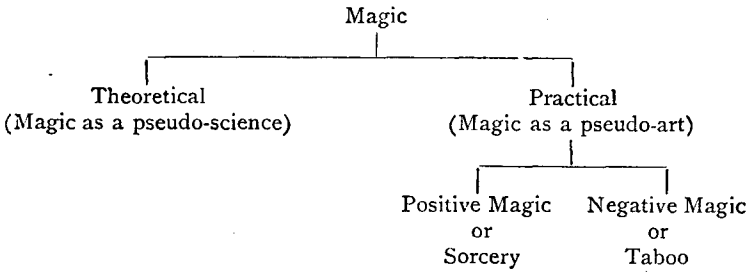 Magic
Theoretical
(Magic as a pseudo-science)
Practical
(Magic as a pseudo-art)
Positive Magic
or
Sorcery
Negative Magic
or
Taboo